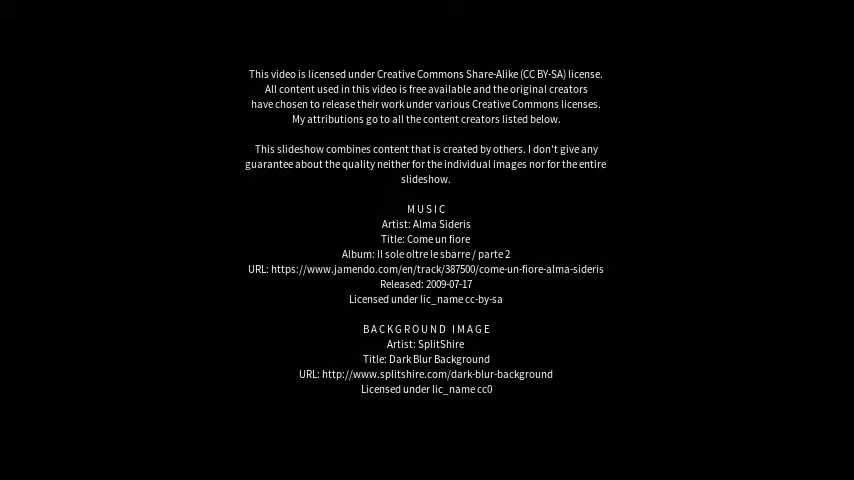 This video is licensed under Creative Commons Share-Alike (CC BY-SA) license.
All content used in this video is free available and the original creators
have chosen to release their work under various Creative Commons licenses.
My attributions go to all the content creators listed below.
This slideshow combines content that is created by others. I don't give any
guarantee about the quality neither for the individual images nor for the entire
slideshow.
MUSIC
Artist: Alma Sideris
Title: Come un fiore
Album: Il sole oltre le sbarre / parte 2
URL: https://www.jamendo.com/en/track/387500/come-un-fiore-alma-sideris
Released: 2009-07-17
Licensed under lic_name cc-by-sa
BACKGROUND IMAGE
Artist: SplitShire
Title: Dark Blur Background
URL: http://www.splitshire.com/dark-blur-background
Licensed under lic_name cc0